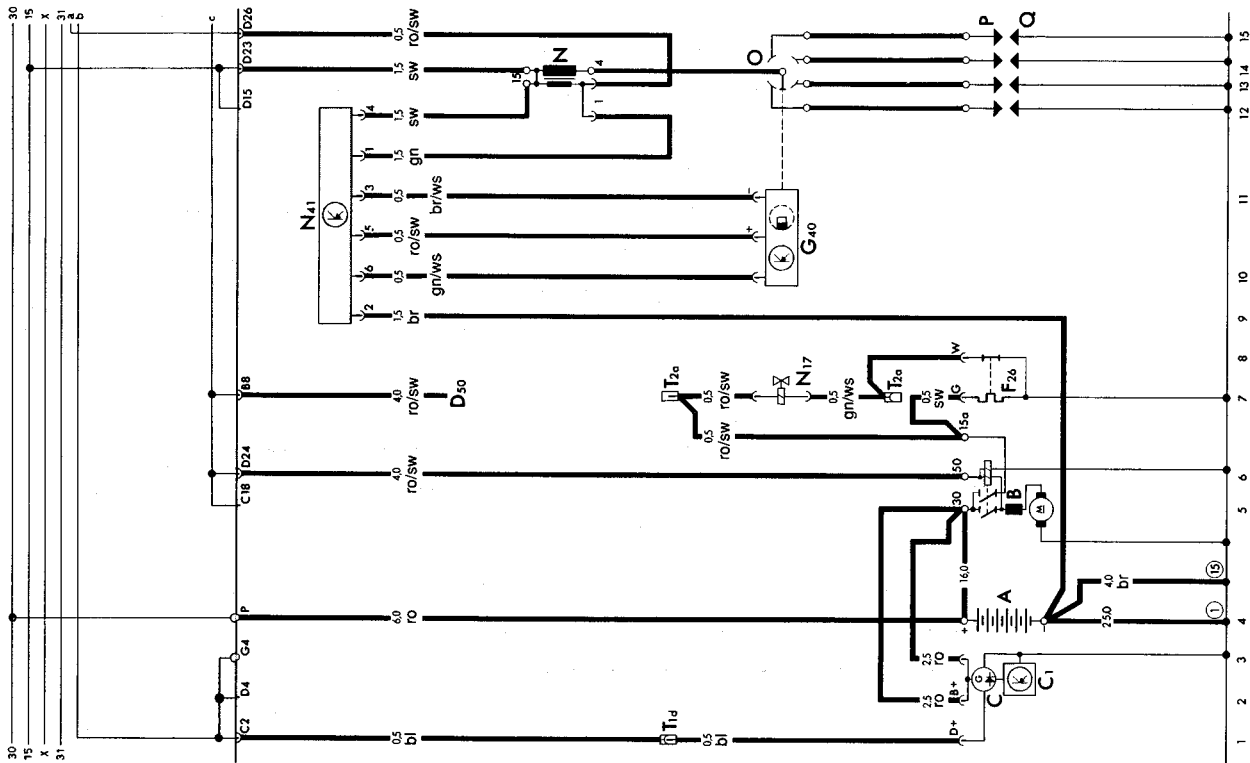 30 30
15 15
X X
31 31
a
b
c
C2 D4 G4 P C18 D24 B8 D15 D23 D26
N41
2 6 5 3 1 4
0,5 6,0 4,0 4,0 1,5 0,5 0,5 0,5 1,5 1,5 1,5 0,5
bl ro ro/sw ro/sw br gn/ws ro/sw br/ws gn sw sw ro/sw
D50
15 N
1 4
T1d T2a
0,5 0,5 0,5
bl ro/sw ro/sw
O
- +
N17
G40
0,5
gn/ws
T2a
2,5 2,5 0,5
ro ro sw
D+ B+ + 16,0 30 50 15a G W
C G A B F26
P
Q
C1 - M
25,0 4,0
br
1 15
1 2 3 4 5 6 7 8 9 10 11 12 13 14 15